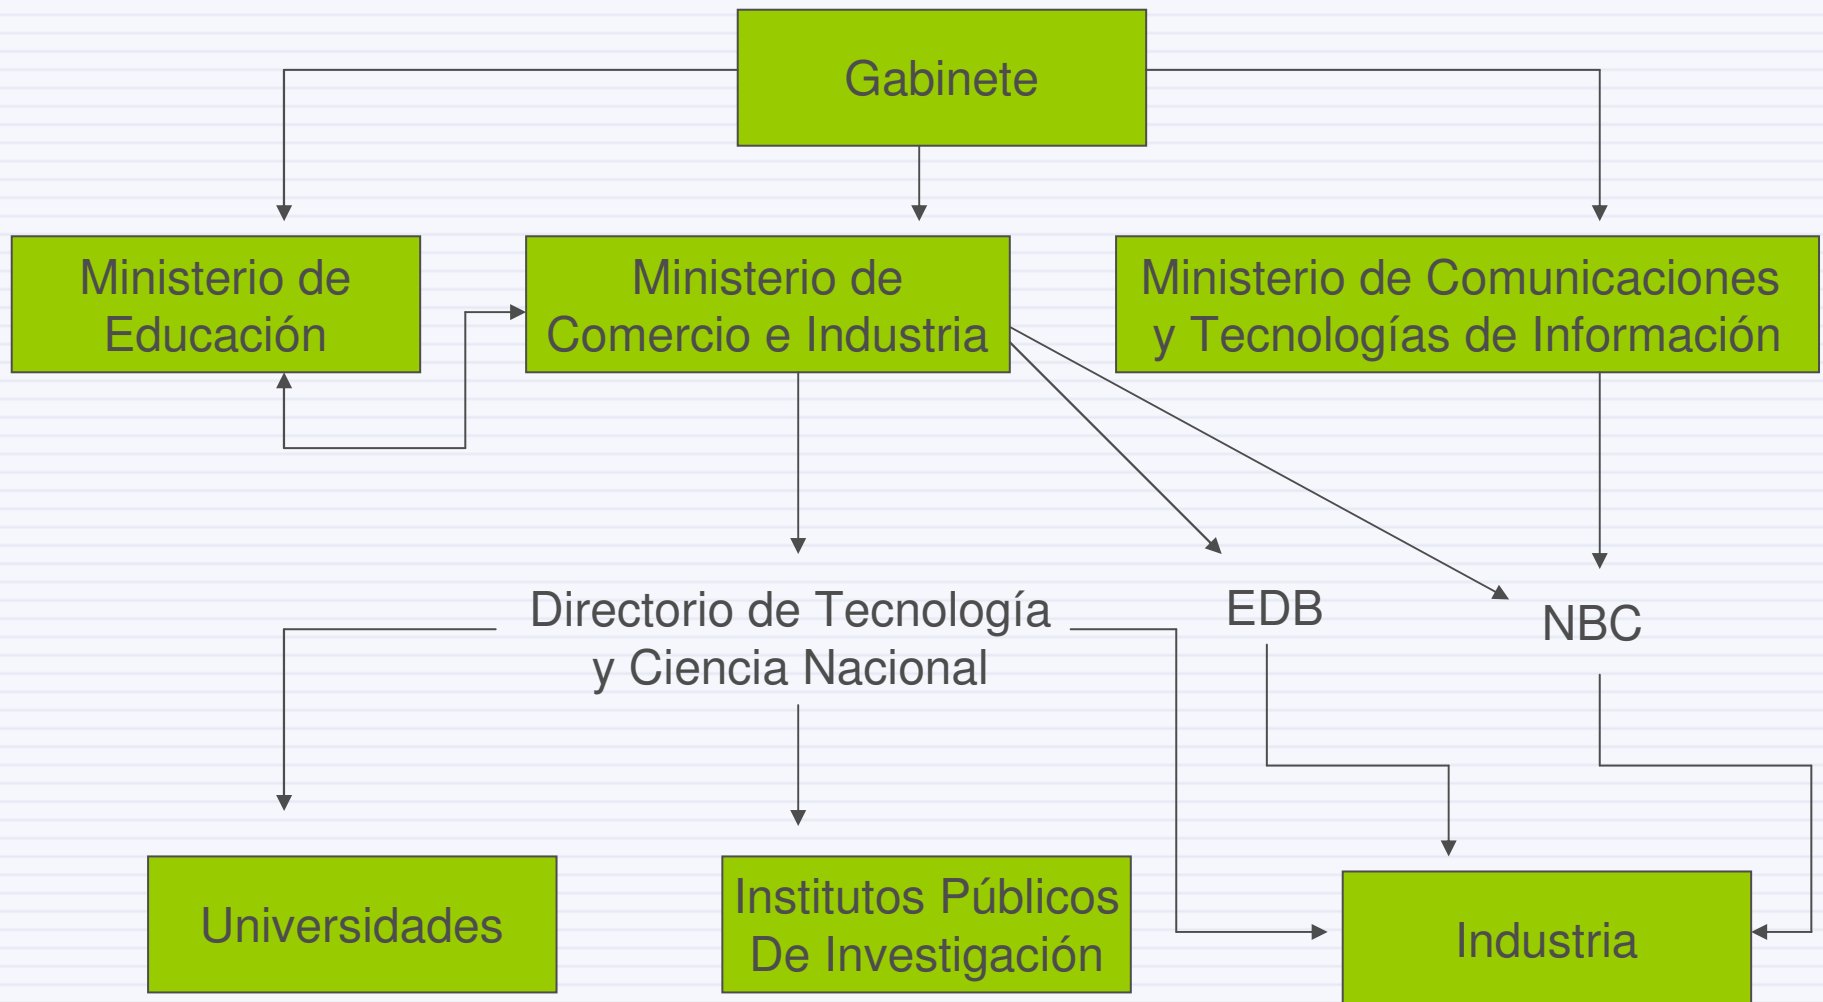 Gabinete
Ministerio de
Educación
Ministerio de
Comercio e Industria
Ministerio de Comunicaciones
y Tecnologías de Información
Directorio de Tecnología
y Ciencia Nacional
EDB
NBC
Universidades
Institutos Públicos
De Investigación
Industria